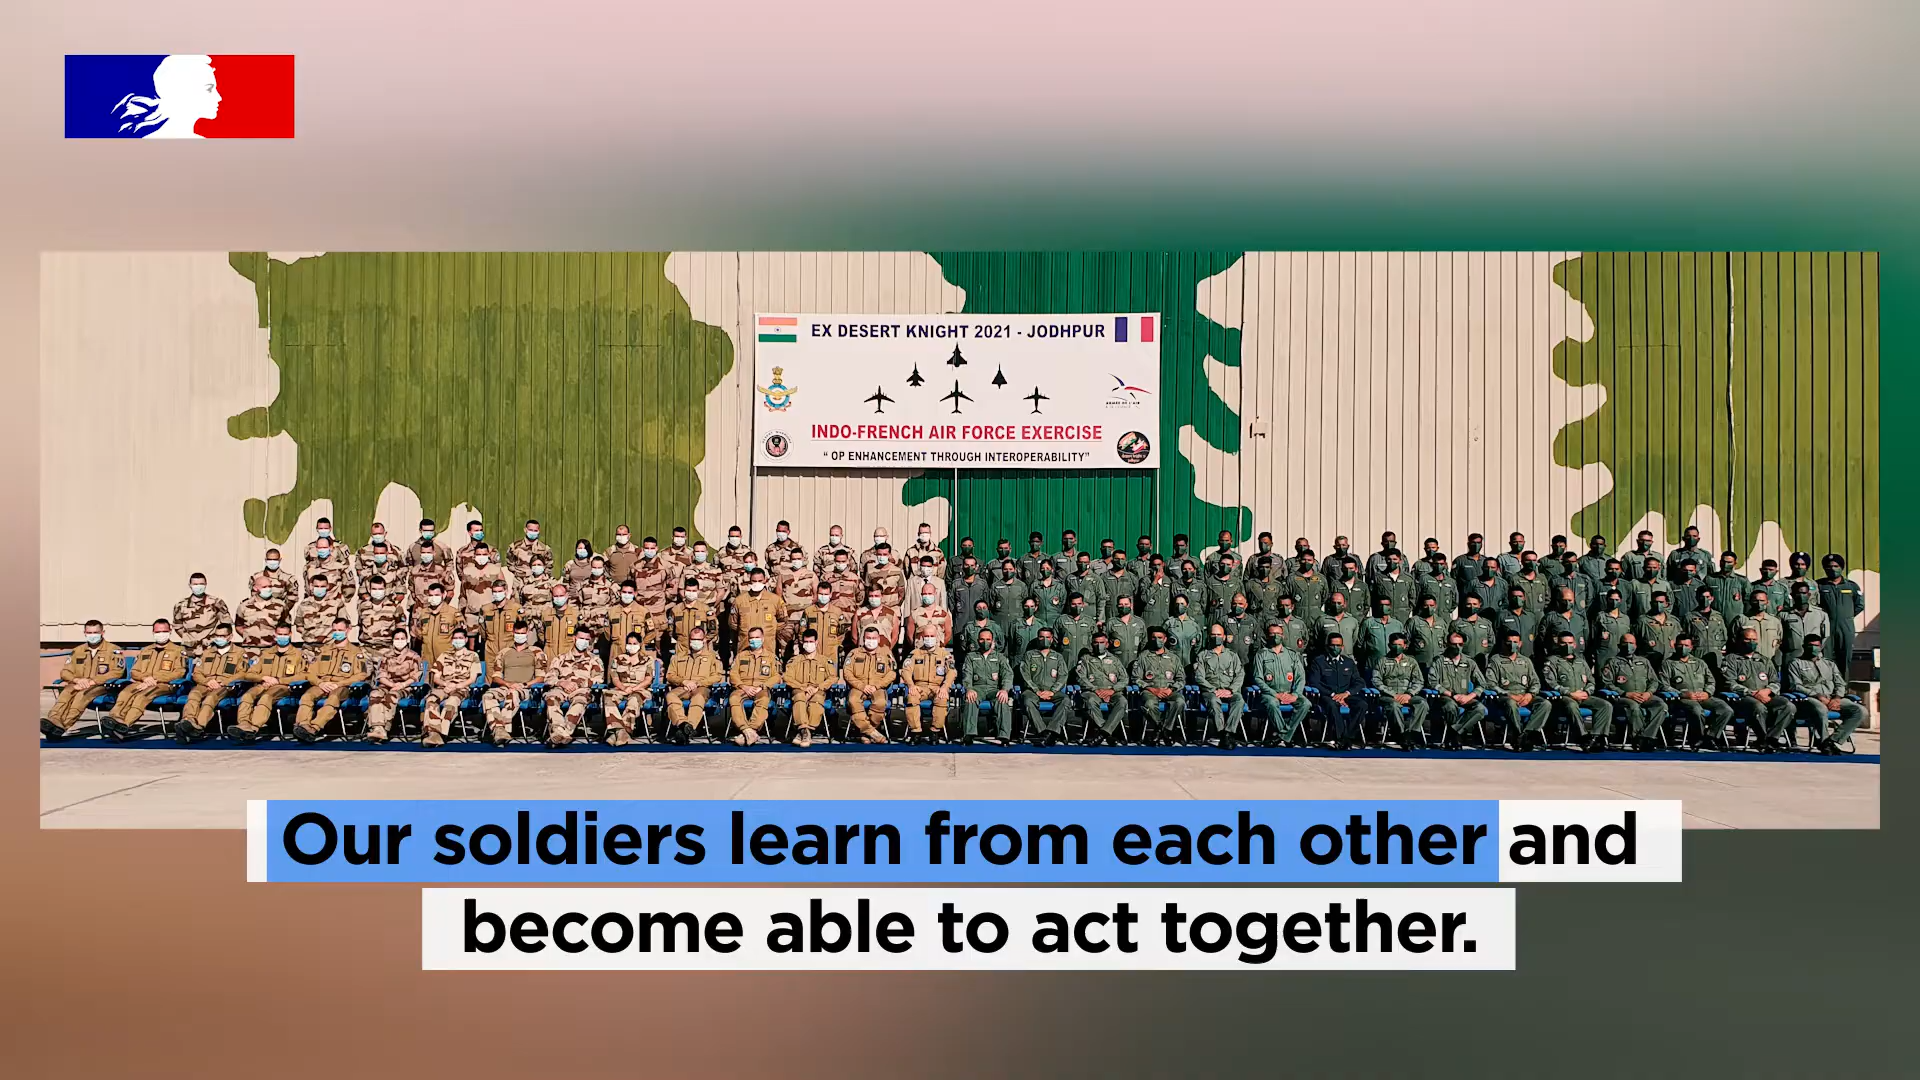 EX DESERT KNIGHT 2021 - JODHPUR
INDO-FRENCH AIR FORCE EXERCISE
“ OP ENHANCEMENT THROUGH INTEROPERABILITY”
Our soldiers learn from each other and
become able to act together.